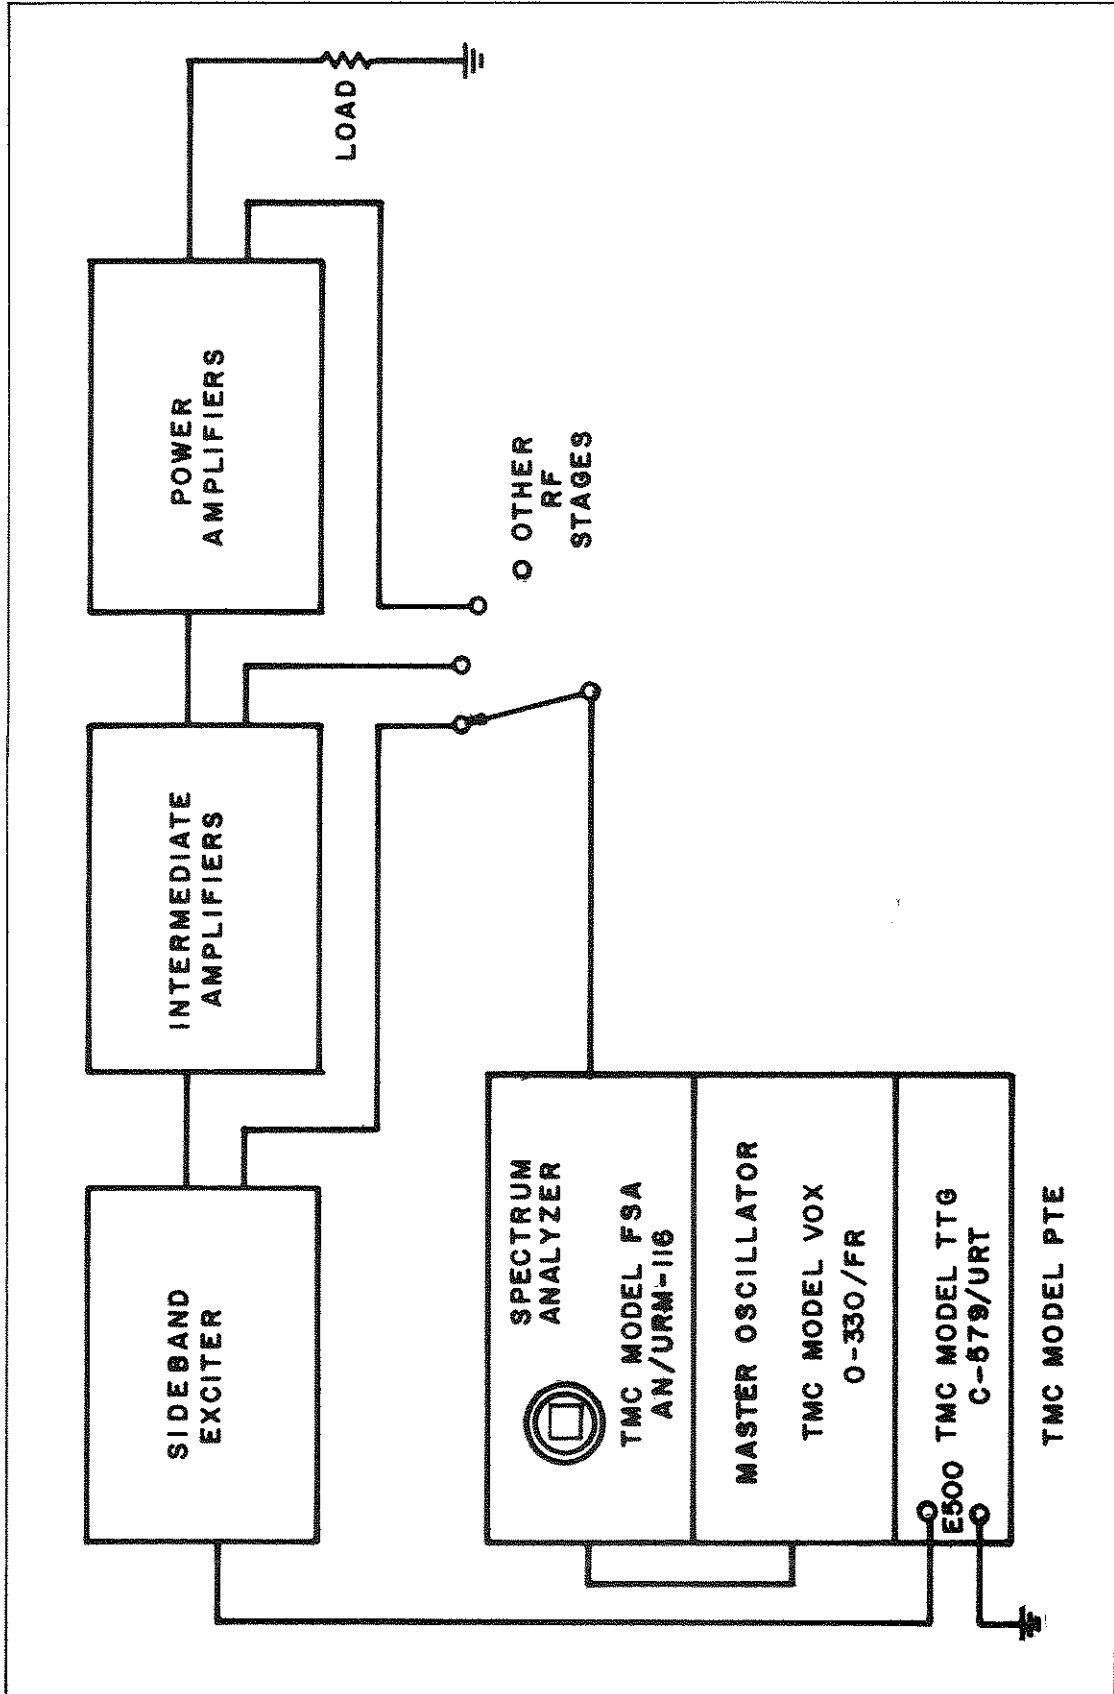 SIDEBAND
EXCITER
INTERMEDIATE
AMPLIFIERS
POWER
AMPLIFIERS
LOAD
OTHER
RF
STAGES
SPECTRUM
ANALYZER
TMC MODEL FSA
AN/URM-116
MASTER OSCILLATOR
TMC MODEL VOX
O-330/FR
E500 TMC MODEL TTG
C-579/URT
TMC MODEL PTE